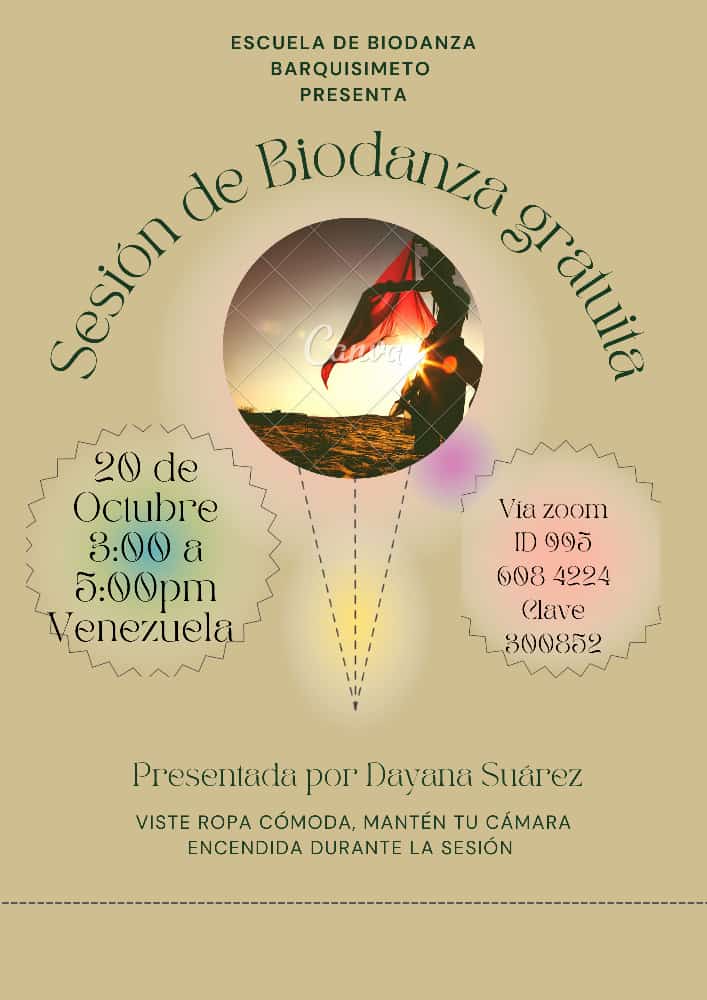 ESCUELA DE BIODANZA
BARQUISIMETO
PRESENTA
Sesión de Biodanza gratuita
Canva
20 de
Octubre
3:00 a
5:00pm
Venezuela
Vía zoom
ID 995
608 4224
Clave
300852
Presentada por Dayana Suárez
VISTE ROPA CÓMODA, MANTÉN TU CÁMARA
ENCENDIDA DURANTE LA SESIÓN